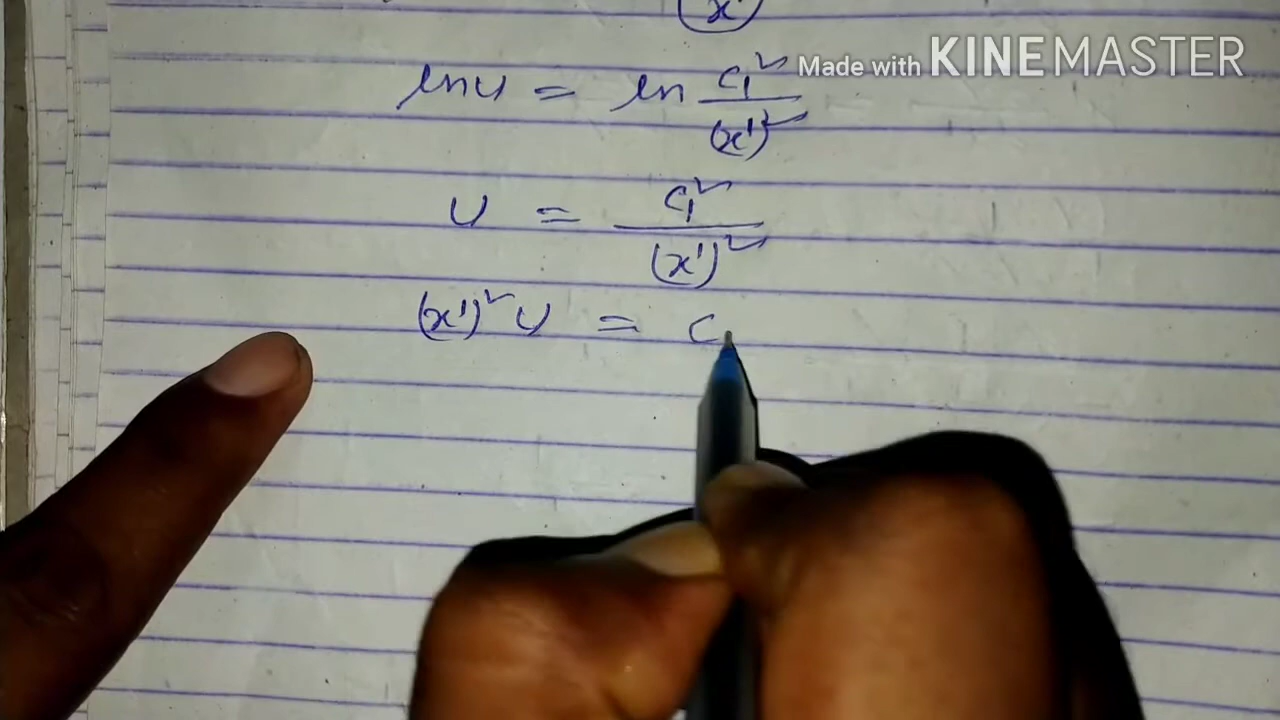 (x'
Made with KINEMASTER
ln u = ln c₁² / (x')²
u = c₁² / (x')²
(x')² u = c